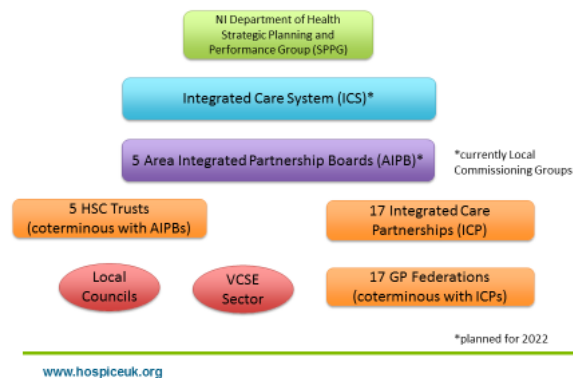 NI Department of Health
Strategic Planning and
Performance Group (SPPG)
Integrated Care System (ICS)*
5 Area Integrated Partnership Boards (AIPB)*
*currently Local
Commissioning Groups
5 HSC Trusts
(coterminous with AIPBs)
17 Integrated Care
Partnerships (ICP)
Local
Councils
VCSE
Sector
17 GP Federations
(coterminous with ICPs)
*planned for 2022
www.hospiceuk.org